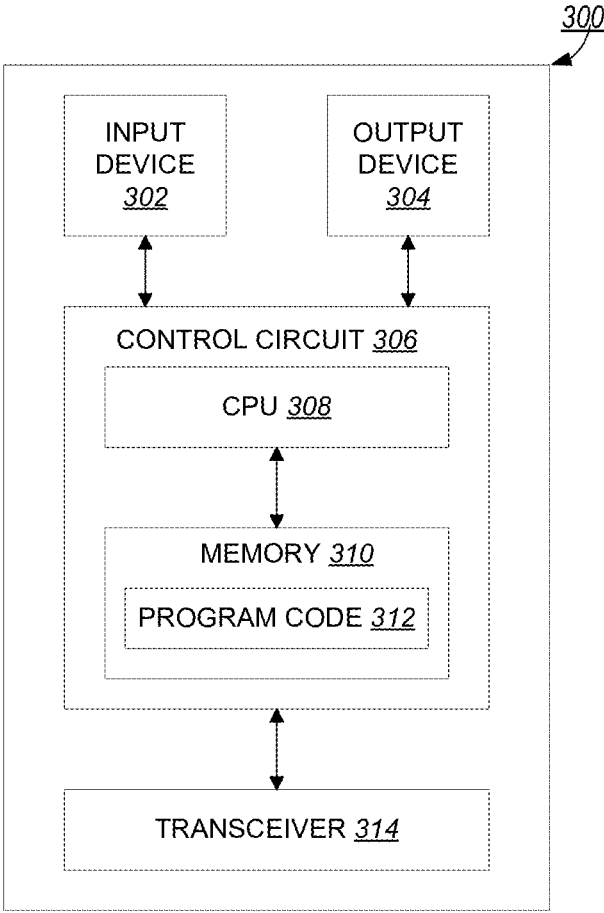 300
INPUT
DEVICE
302
OUTPUT
DEVICE
304
CONTROL CIRCUIT 306
CPU 308
MEMORY 310
PROGRAM CODE 312
TRANSCEIVER 314